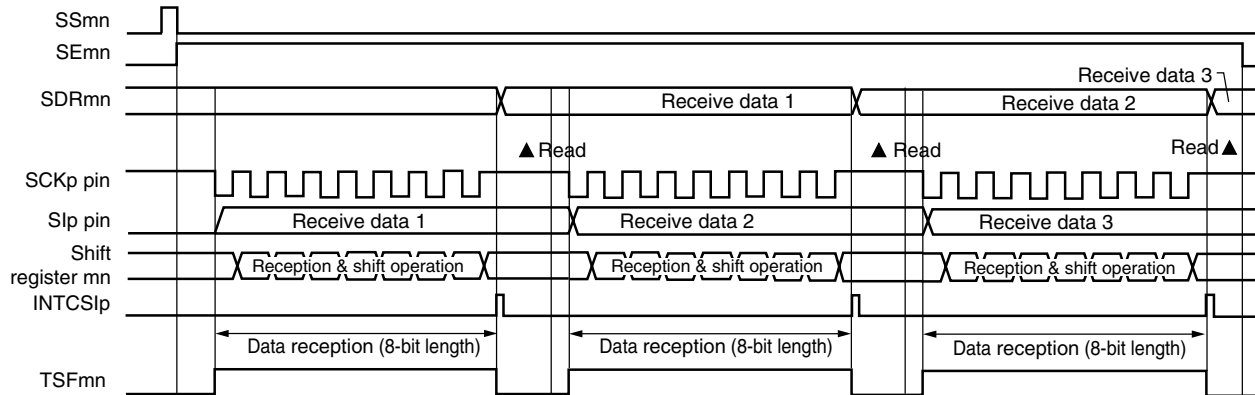 SSmn
SEmn
Receive data 3
SDRmn
Receive data 1
Receive data 2
▲ Read
▲ Read
Read ▲
SCKp pin
SIp pin
Receive data 1
Receive data 2
Receive data 3
Shift
register mn
Reception & shift operation
Reception & shift operation
Reception & shift operation
INTCSIp
Data reception (8-bit length)
Data reception (8-bit length)
Data reception (8-bit length)
TSFmn